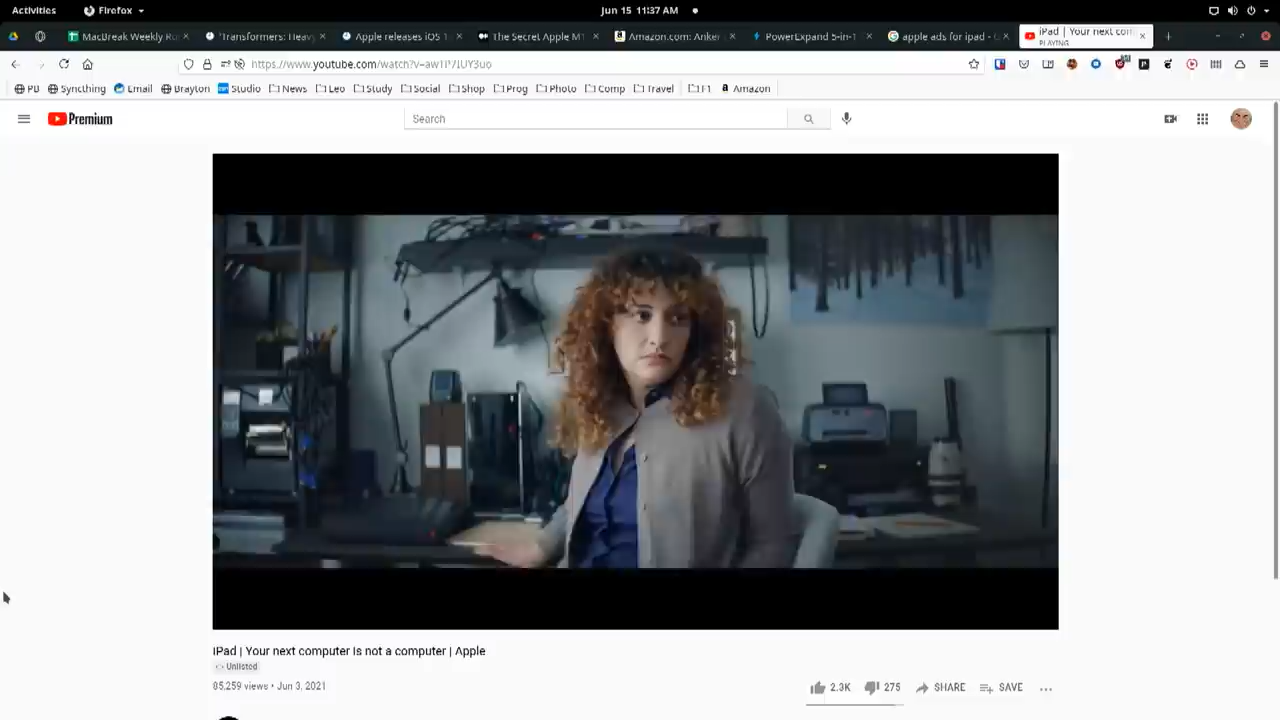 Activities Firefox Jun 15 11:37 AM
MacBreak Weekly Ru 'Transformers: Heavy Apple releases iOS 1 The Secret Apple M1 Amazon.com: Anker PowerExpand 5-in-1 apple ads for ipad - iPad | Your next com
PLAYING
https://www.youtube.com/watch?v=
PB Syncthing Email Brayton Studio News Leo Study Social Shop Prog Photo Comp Travel F1 Amazon
Premium Search
iPad | Your next computer is not a computer | Apple
Unlisted
85,259 views • Jun 3, 2021 2.3K 275 SHARE SAVE